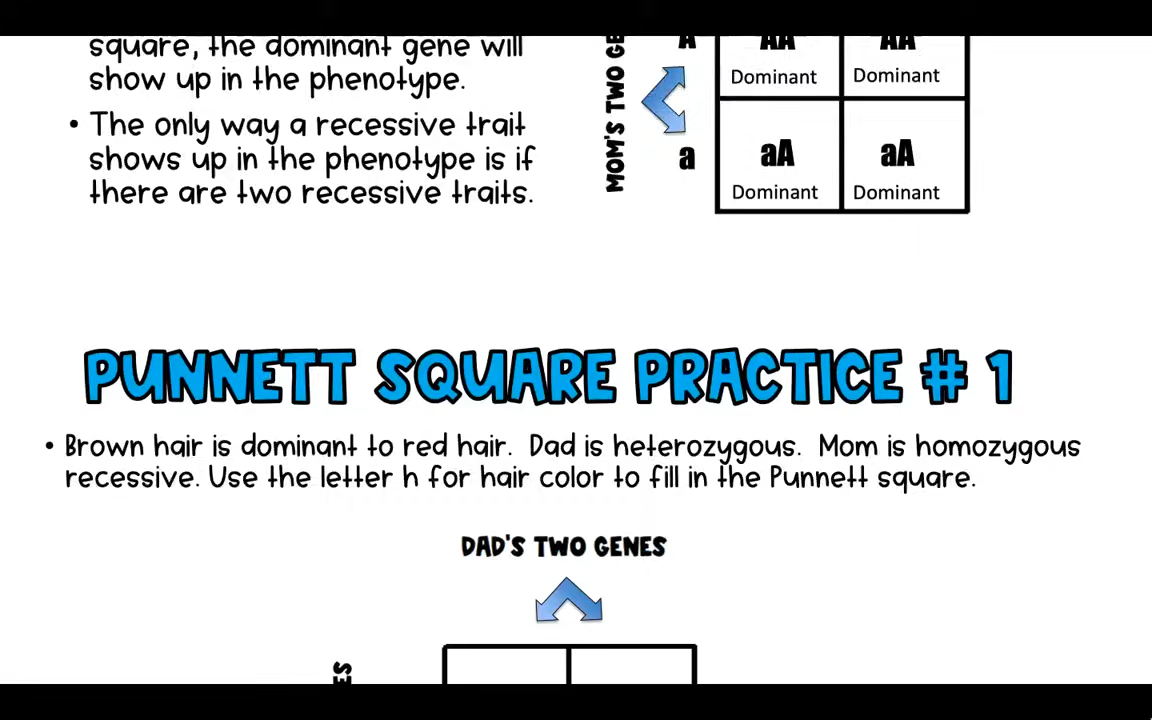 square, the dominant gene will
show up in the phenotype.
• The only way a recessive trait
shows up in the phenotype is if
there are two recessive traits.
MOM'S TWO GE
A
a
AA
Dominant
AA
Dominant
aA
Dominant
aA
Dominant
PUNNETT SQUARE PRACTICE # 1
• Brown hair is dominant to red hair. Dad is heterozygous. Mom is homozygous
recessive. Use the letter h for hair color to fill in the Punnett square.
DAD'S TWO GENES
ES